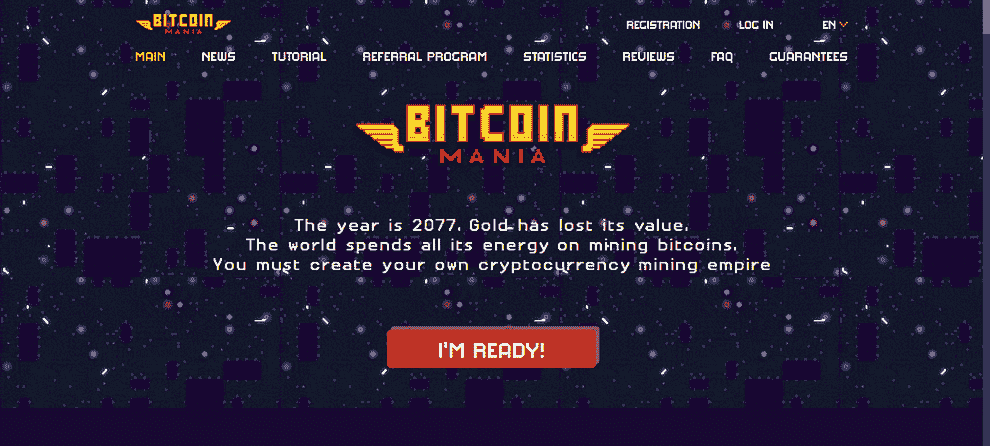 BITCOIN
MANIA
REGISTRATION LOG IN EN
MAIN NEWS TUTORIAL REFERRAL PROGRAM STATISTICS REVIEWS FAQ GUARANTEES
BITCOIN
MANIA
The year is 2077. Gold has lost its value.
The world spends all its energy on mining bitcoins.
You must create your own cryptocurrency mining empire
I'M READY!